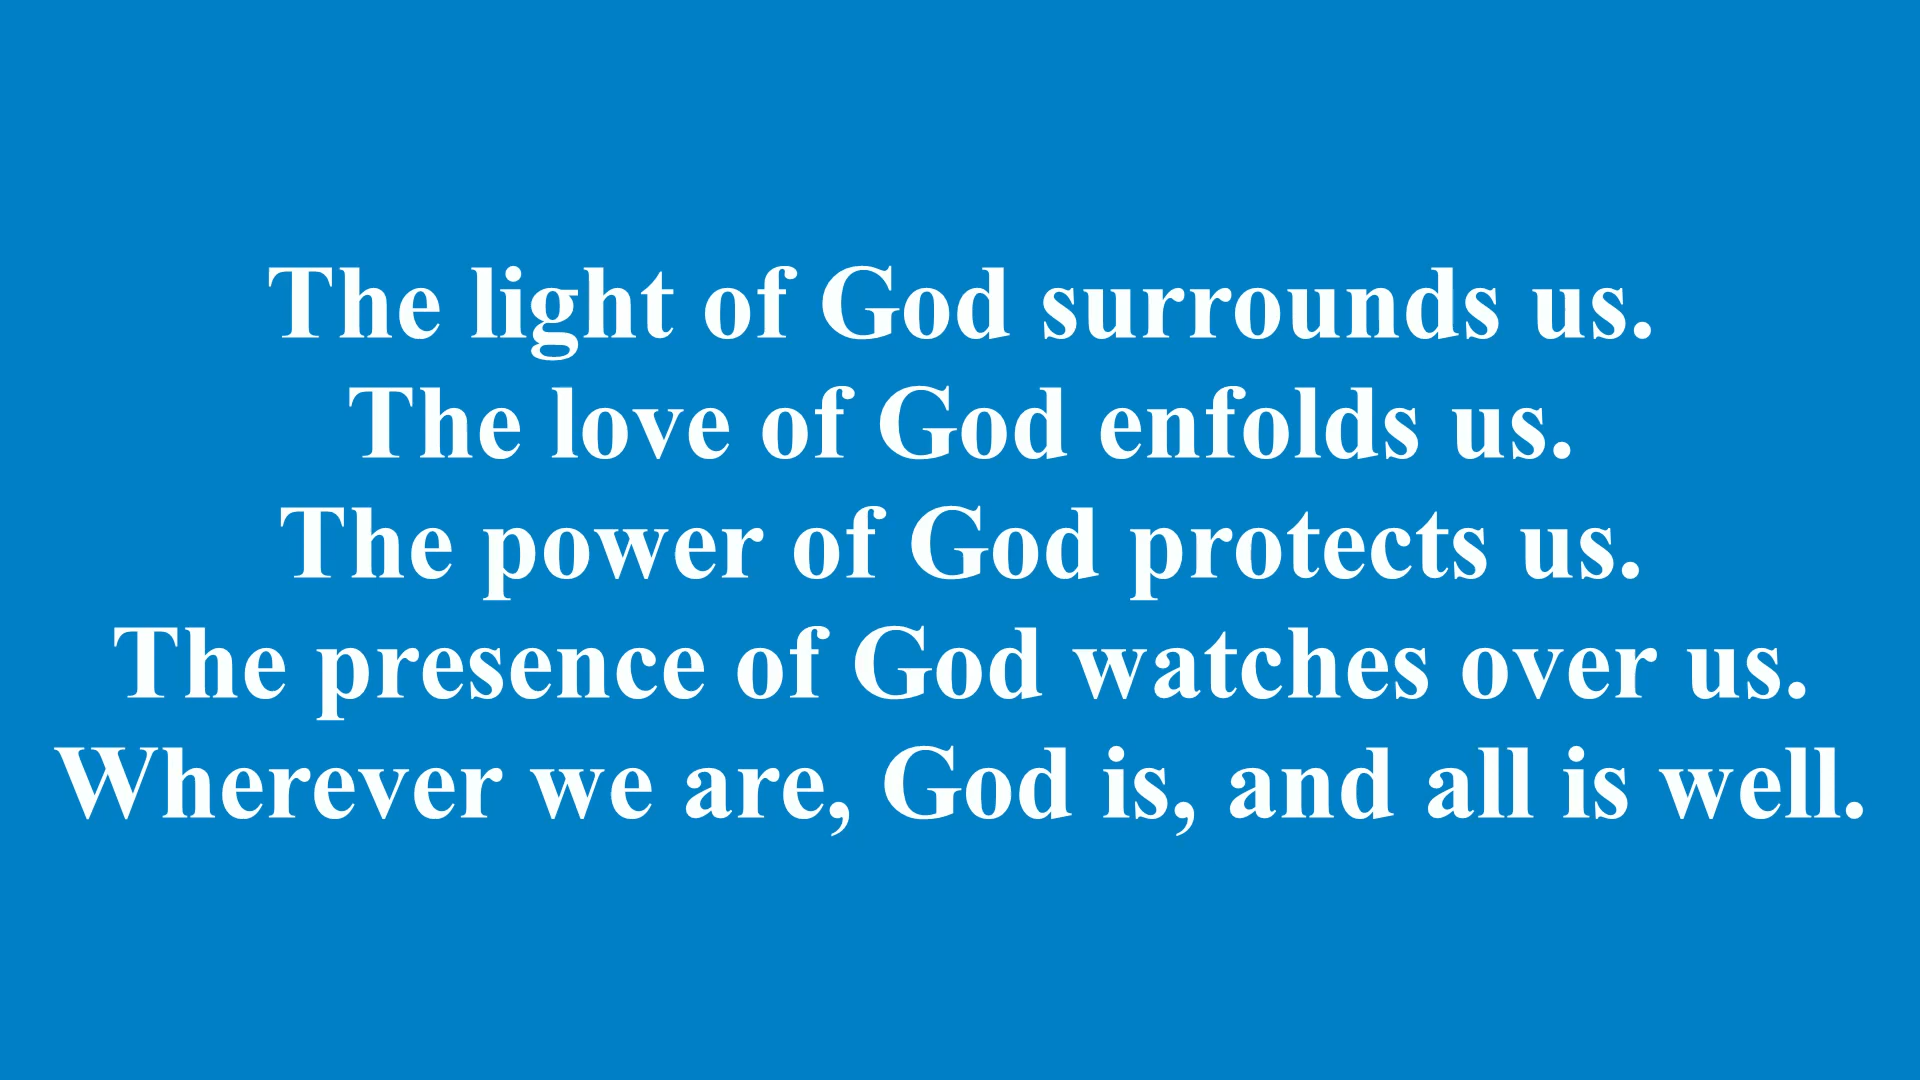 The light of God surrounds us.
The love of God enfolds us.
The power of God protects us.
The presence of God watches over us.
Wherever we are, God is, and all is well.